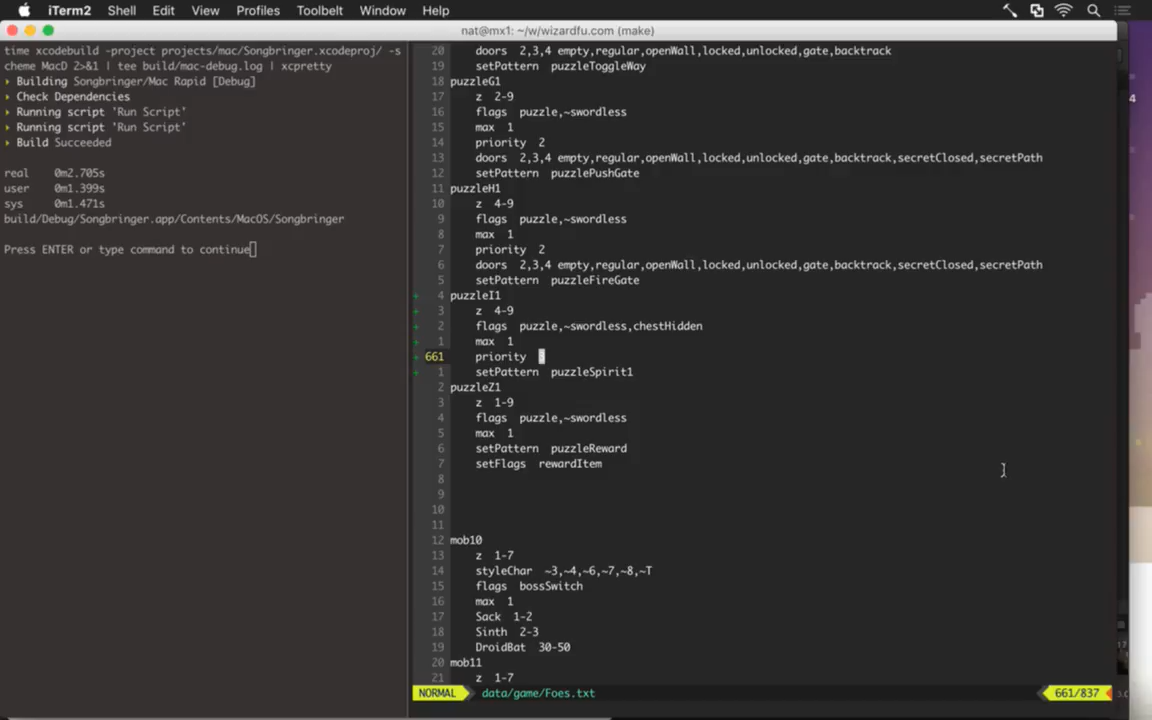 iTerm2 Shell Edit View Profiles Toolbelt Window Help
nat@mx1: ~/w/wizardfu.com (make)
time xcodebuild -project projects/mac/Songbringer.xcodeproj/ -s
cheme MacD 2>&1 | tee build/mac-debug.log | xcpretty
▸ Building Songbringer/Mac Rapid [Debug]
▸ Check Dependencies
▸ Running script 'Run Script'
▸ Running script 'Run Script'
▸ Build Succeeded
real 0m2.705s
user 0m1.399s
sys 0m1.471s
build/Debug/Songbringer.app/Contents/MacOS/Songbringer
Press ENTER or type command to continue
20 doors 2,3,4 empty,regular,openWall,locked,unlocked,gate,backtrack
19 setPattern puzzleToggleWay
18 puzzleG1
17 z 2-9
16 flags puzzle,~swordless
15 max 1
14 priority 2
13 doors 2,3,4 empty,regular,openWall,locked,unlocked,gate,backtrack,secretClosed,secretPath
12 setPattern puzzlePushGate
11 puzzleH1
10 z 4-9
9 flags puzzle,~swordless
8 max 1
7 priority 2
6 doors 2,3,4 empty,regular,openWall,locked,unlocked,gate,backtrack,secretClosed,secretPath
5 setPattern puzzleFireGate
+ 4 puzzleI1
+ 3 z 4-9
+ 2 flags puzzle,~swordless,chestHidden
+ 1 max 1
+ 661 priority
+ 1 setPattern puzzleSpirit1
2 puzzleZ1
3 z 1-9
4 flags puzzle,~swordless
5 max 1
6 setPattern puzzleReward
7 setFlags rewardItem
8
9
10
11
12 mob10
13 z 1-7
14 styleChar ~3,~4,~6,~7,~8,~T
15 flags bossSwitch
16 max 1
17 Sack 1-2
18 Sinth 2-3
19 DroidBat 30-50
20 mob11
21 z 1-7
NORMAL data/game/Foes.txt 661/837